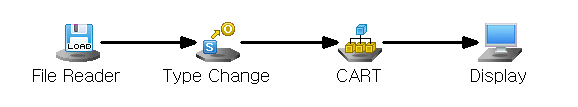 LOAD
S
O
File Reader
Type Change
CART
Display